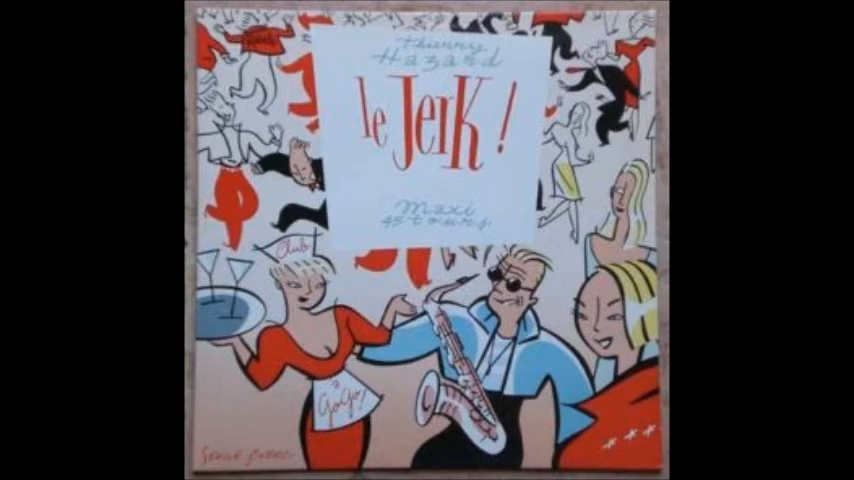 thierry
Hazard
le Jerk !
Maxi
45 tours.
Club
à
GoGo!